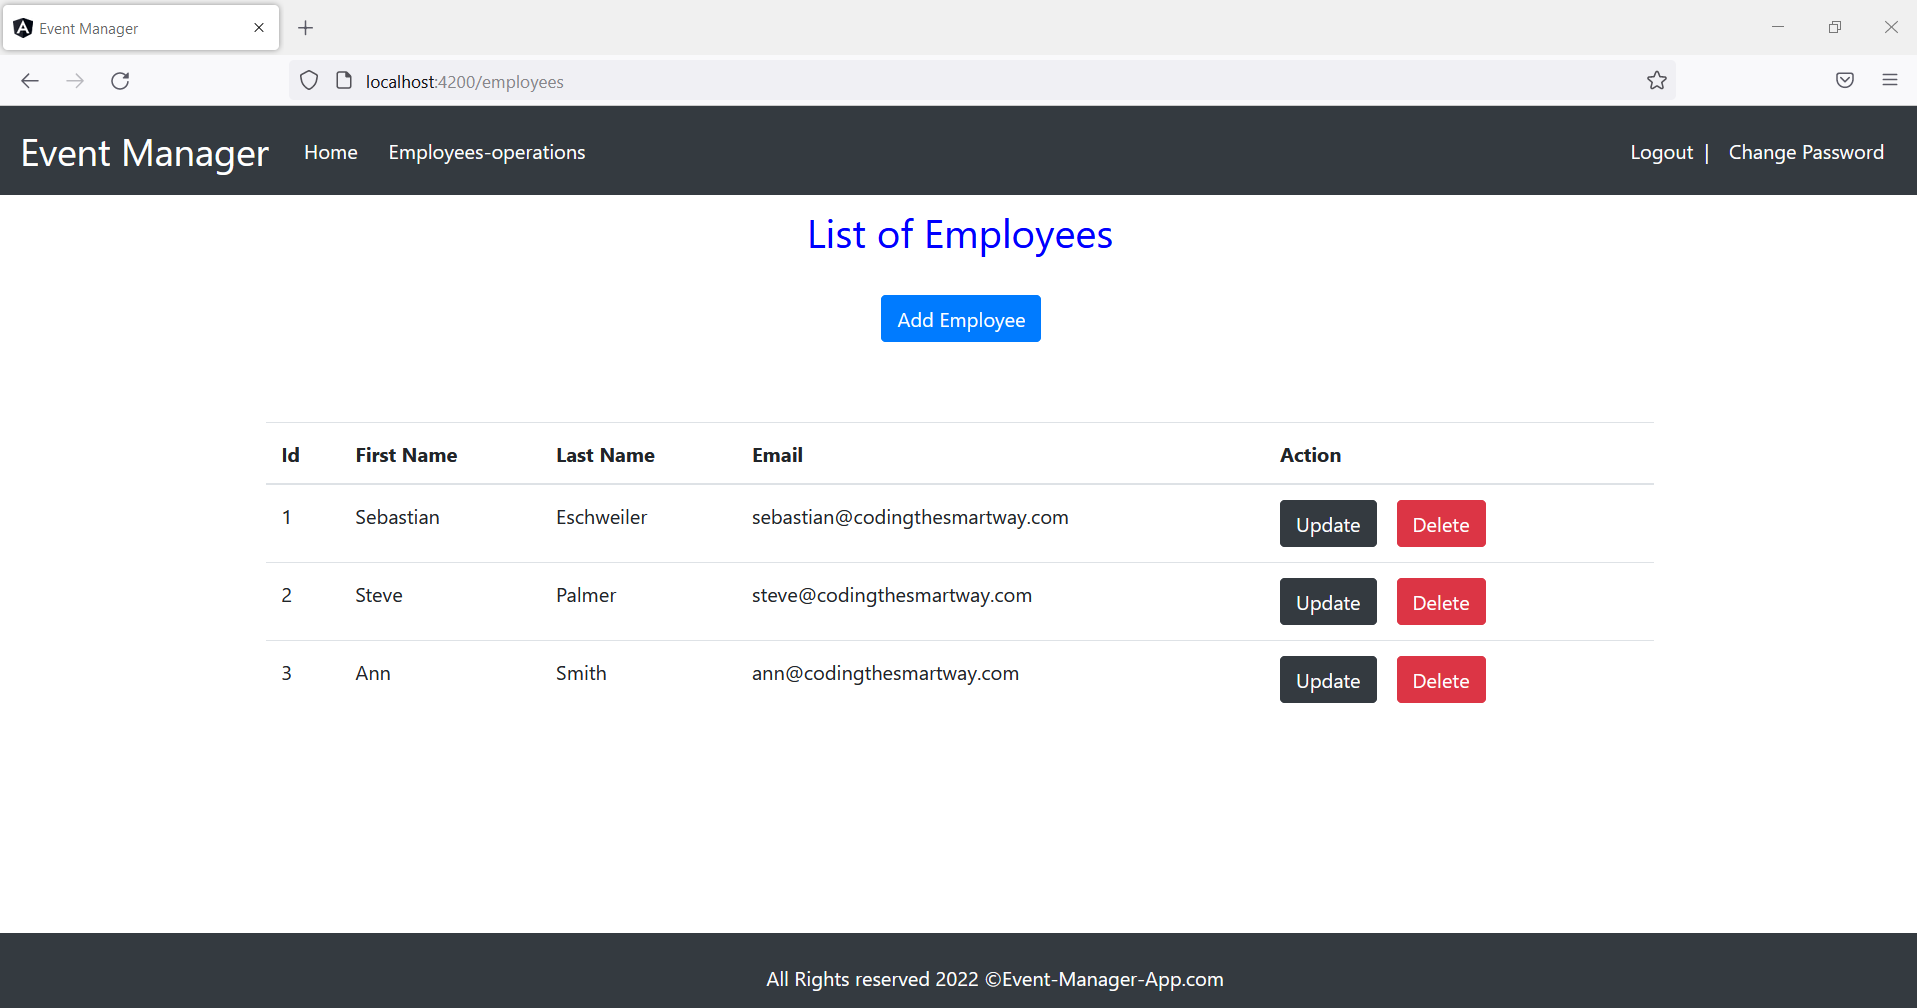 Event Manager
localhost:4200/employees
Event Manager Home Employees-operations Logout | Change Password
List of Employees
Add Employee
Id First Name Last Name Email Action
1 Sebastian Eschweiler sebastian@codingthesmartway.com Update Delete
2 Steve Palmer steve@codingthesmartway.com Update Delete
3 Ann Smith ann@codingthesmartway.com Update Delete
All Rights reserved 2022 ©Event-Manager-App.com